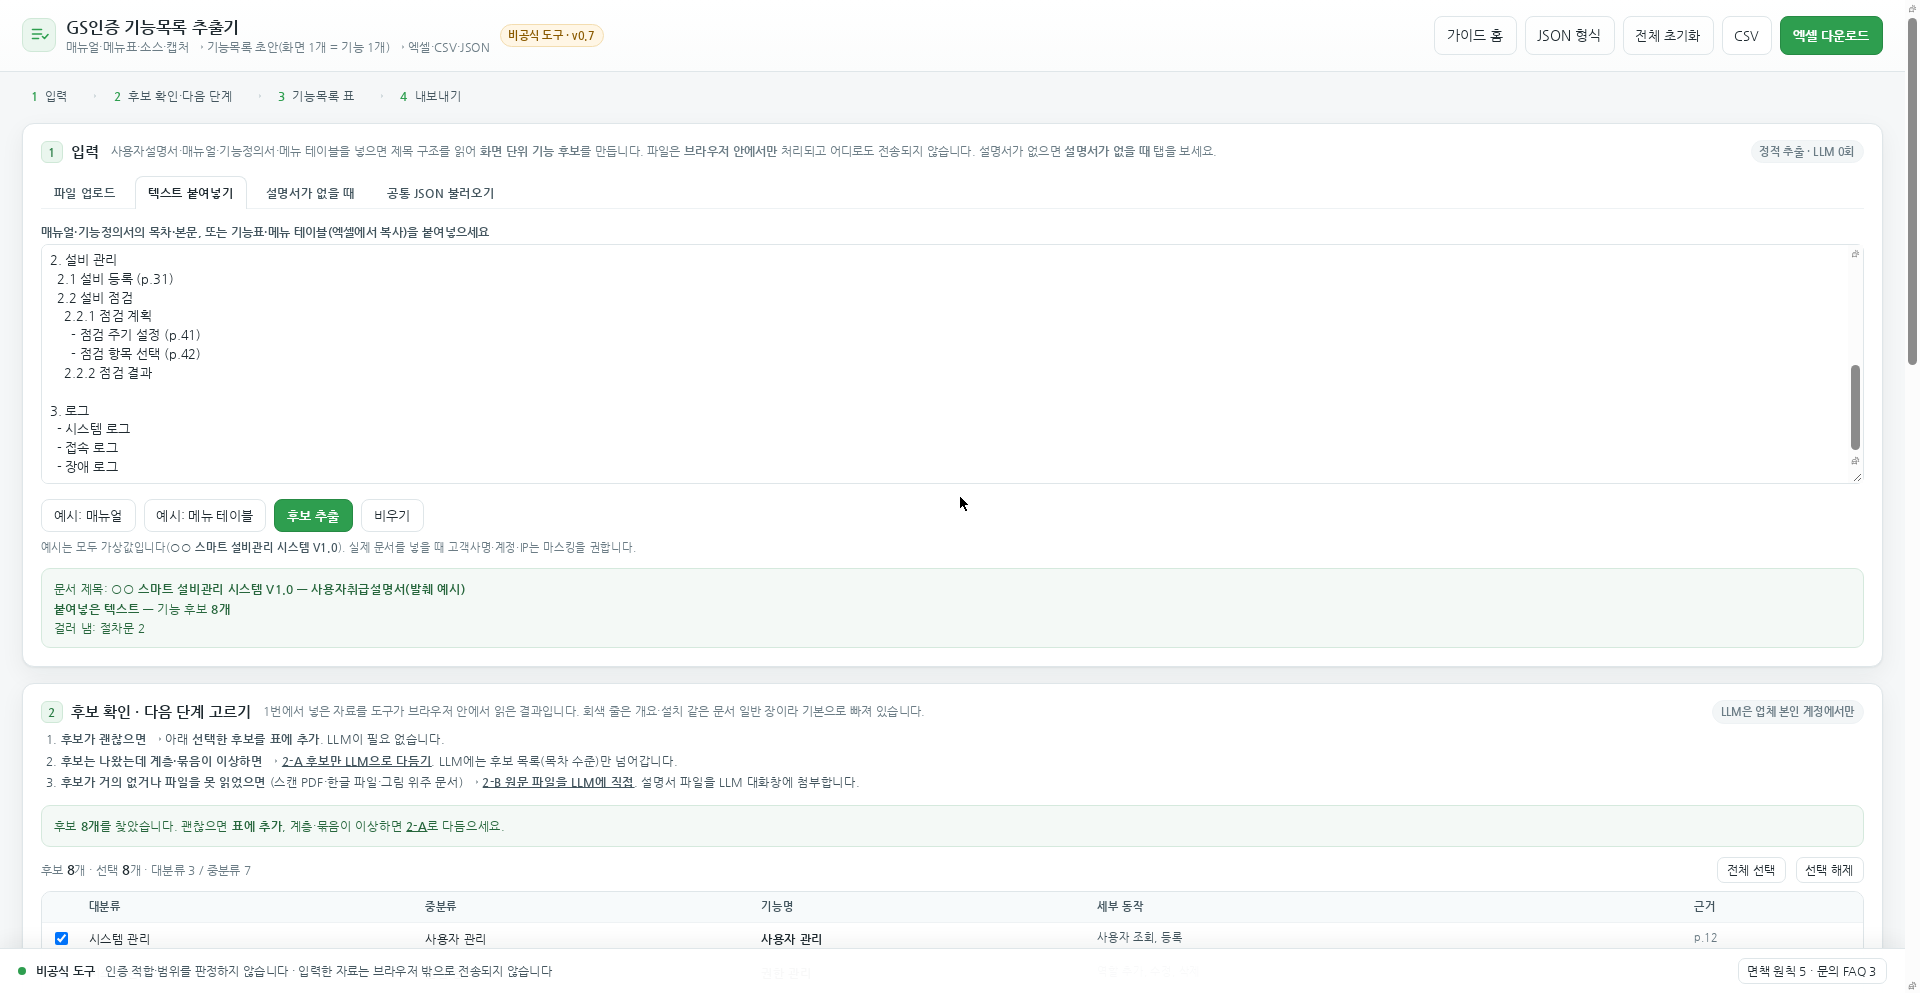 GS인증 기능목록 추출기
매뉴얼·메뉴표·소스·캡처 → 기능목록 초안(화면 1개 = 기능 1개) → 엑셀·CSV·JSON
비공식 도구 · v0.7
가이드 홈
JSON 형식
전체 초기화
CSV
엑셀 다운로드
1 입력
2 후보 확인·다음 단계
3 기능목록 표
4 내보내기
1 입력 사용자설명서·매뉴얼·기능정의서·메뉴 테이블을 넣으면 제목 구조를 읽어 화면 단위 기능 후보를 만듭니다. 파일은 브라우저 안에서만 처리되고 어디로도 전송되지 않습니다. 설명서가 없으면 설명서가 없을 때 탭을 보세요.
정적 추출 · LLM 0회
파일 업로드
텍스트 붙여넣기
설명서가 없을 때
공통 JSON 불러오기
매뉴얼·기능정의서의 목차·본문, 또는 기능표·메뉴 테이블(엑셀에서 복사)을 붙여넣으세요
2. 설비 관리
2.1 설비 등록 (p.31)
2.2 설비 점검
2.2.1 점검 계획
- 점검 주기 설정 (p.41)
- 점검 항목 선택 (p.42)
2.2.2 점검 결과
3. 로그
- 시스템 로그
- 접속 로그
- 장애 로그
예시: 매뉴얼
예시: 메뉴 테이블
후보 추출
비우기
예시는 모두 가상값입니다(○○ 스마트 설비관리 시스템 V1.0). 실제 문서를 넣을 때 고객사명·계정·IP는 마스킹을 권합니다.
문서 제목: ○○ 스마트 설비관리 시스템 V1.0 — 사용자취급설명서(발췌 예시)
붙여넣은 텍스트 — 기능 후보 8개
걸러 냄: 절차문 2
2 후보 확인 · 다음 단계 고르기 1번에서 넣은 자료를 도구가 브라우저 안에서 읽은 결과입니다. 회색 줄은 개요·설치 같은 문서 일반 장이라 기본으로 빠져 있습니다.
LLM은 업체 본인 계정에서만
1. 후보가 괜찮으면 → 아래 선택한 후보를 표에 추가. LLM이 필요 없습니다.
2. 후보는 나왔는데 계층·묶음이 이상하면 → 2-A 후보만 LLM으로 다듬기. LLM에는 후보 목록(목차 수준)만 넘어갑니다.
3. 후보가 거의 없거나 파일을 못 읽었으면 (스캔 PDF·한글 파일·그림 위주 문서) → 2-B 원문 파일을 LLM에 직접. 설명서 파일을 LLM 대화창에 첨부합니다.
후보 8개를 찾았습니다. 괜찮으면 표에 추가, 계층·묶음이 이상하면 2-A로 다듬으세요.
후보 8개 · 선택 8개 · 대분류 3 / 중분류 7
전체 선택
선택 해제
대분류 중분류 기능명 세부 동작 근거
시스템 관리 사용자 관리 사용자 관리 사용자 조회, 등록 p.12
비공식 도구 인증 적합·범위를 판정하지 않습니다 · 입력한 자료는 브라우저 밖으로 전송되지 않습니다
면책 원칙 5 · 문의 FAQ 3